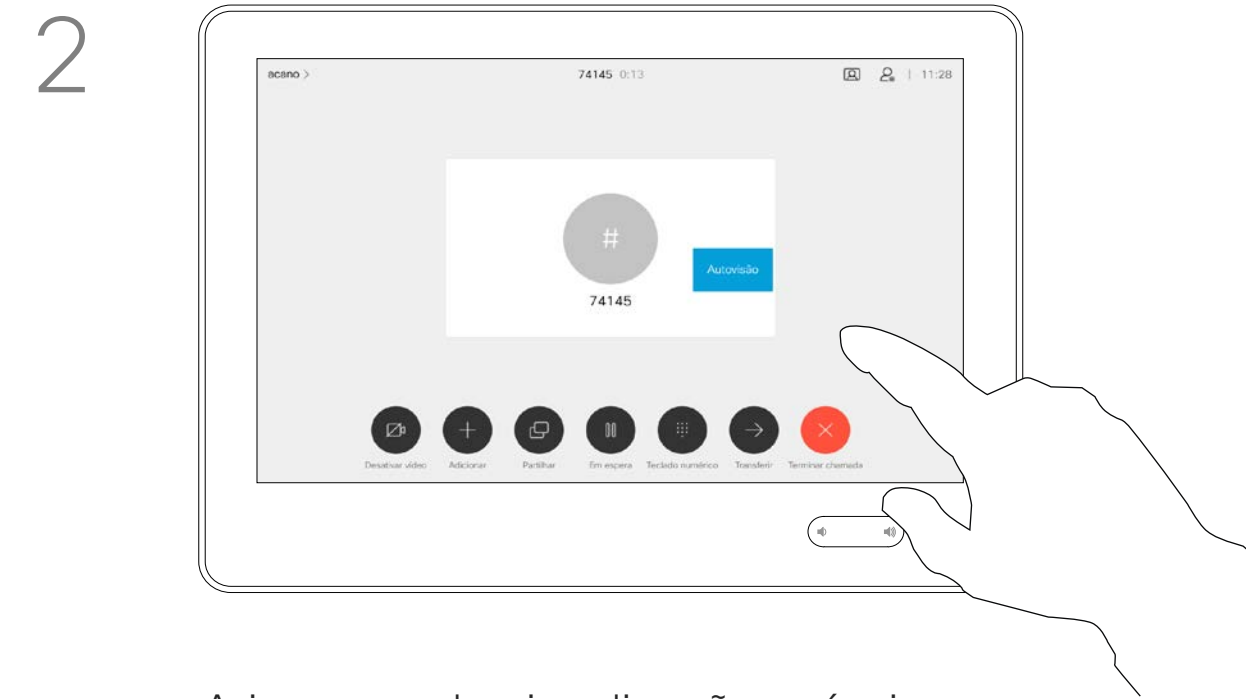 2
acano >
74145 0:13
11:28
#
Autovisão
74145
Desativar vídeo
Adicionar
Partilhar
Em espera
Teclado numérico
Transferir
Terminar chamada